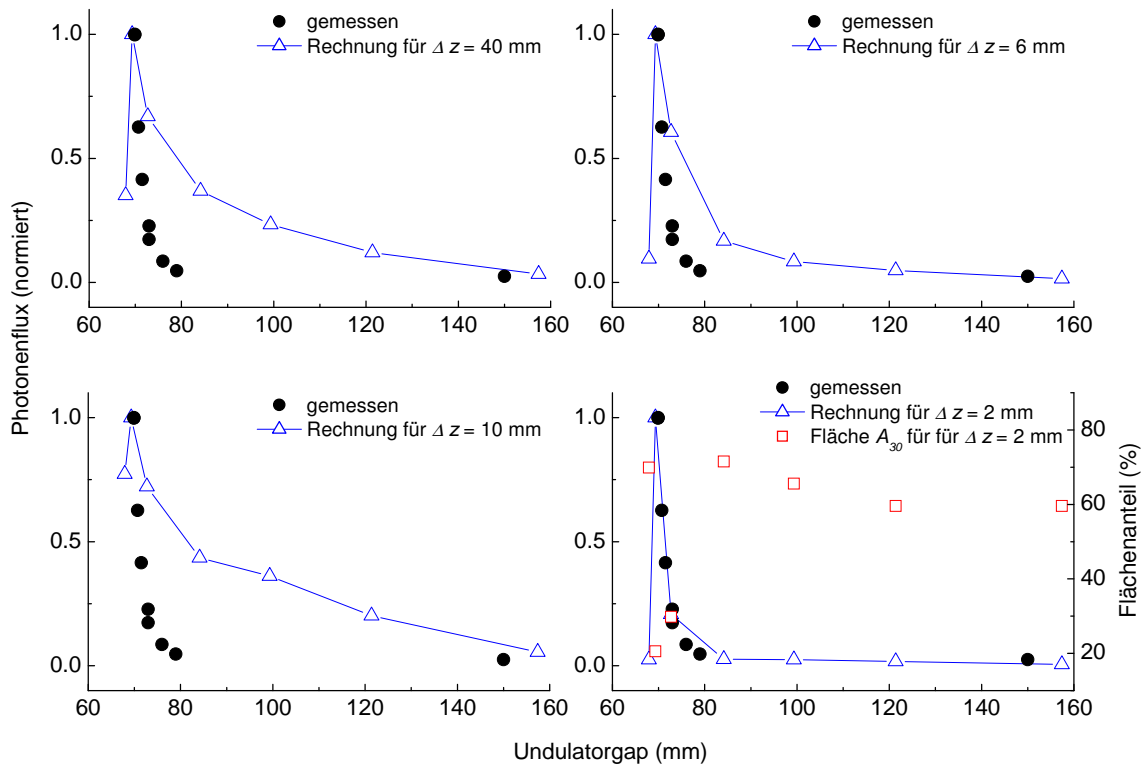 Photonenflux (normiert)
gemessen
Rechnung für Δ z = 40 mm
1.0
0.5
0.0
60 80 100 120 140 160
gemessen
Rechnung für Δ z = 6 mm
1.0
0.5
0.0
60 80 100 120 140 160
gemessen
Rechnung für Δ z = 10 mm
1.0
0.5
0.0
60 80 100 120 140 160
gemessen
Rechnung für Δ z = 2 mm
Fläche A30 für für Δ z = 2 mm
1.0
0.5
0.0
60 80 100 120 140 160
80
60
40
20
Flächenanteil (%)
Undulatorgap (mm)